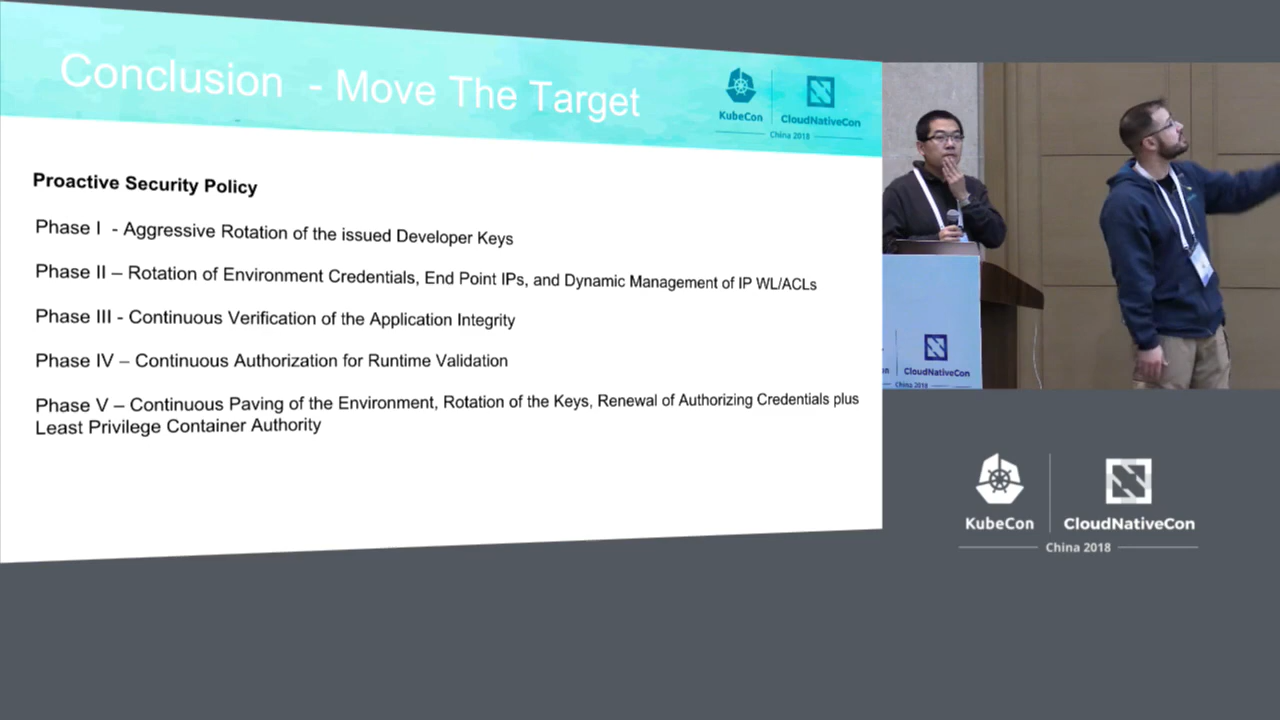 Conclusion - Move The Target
KubeCon
CloudNativeCon
China 2018
Proactive Security Policy
Phase I - Aggressive Rotation of the issued Developer Keys
Phase II – Rotation of Environment Credentials, End Point IPs, and Dynamic Management of IP WL/ACLs
Phase III - Continuous Verification of the Application Integrity
Phase IV – Continuous Authorization for Runtime Validation
Phase V – Continuous Paving of the Environment, Rotation of the Keys, Renewal of Authorizing Credentials plus
Least Privilege Container Authority
CloudNativeCon
China 2018
KubeCon
CloudNativeCon
China 2018